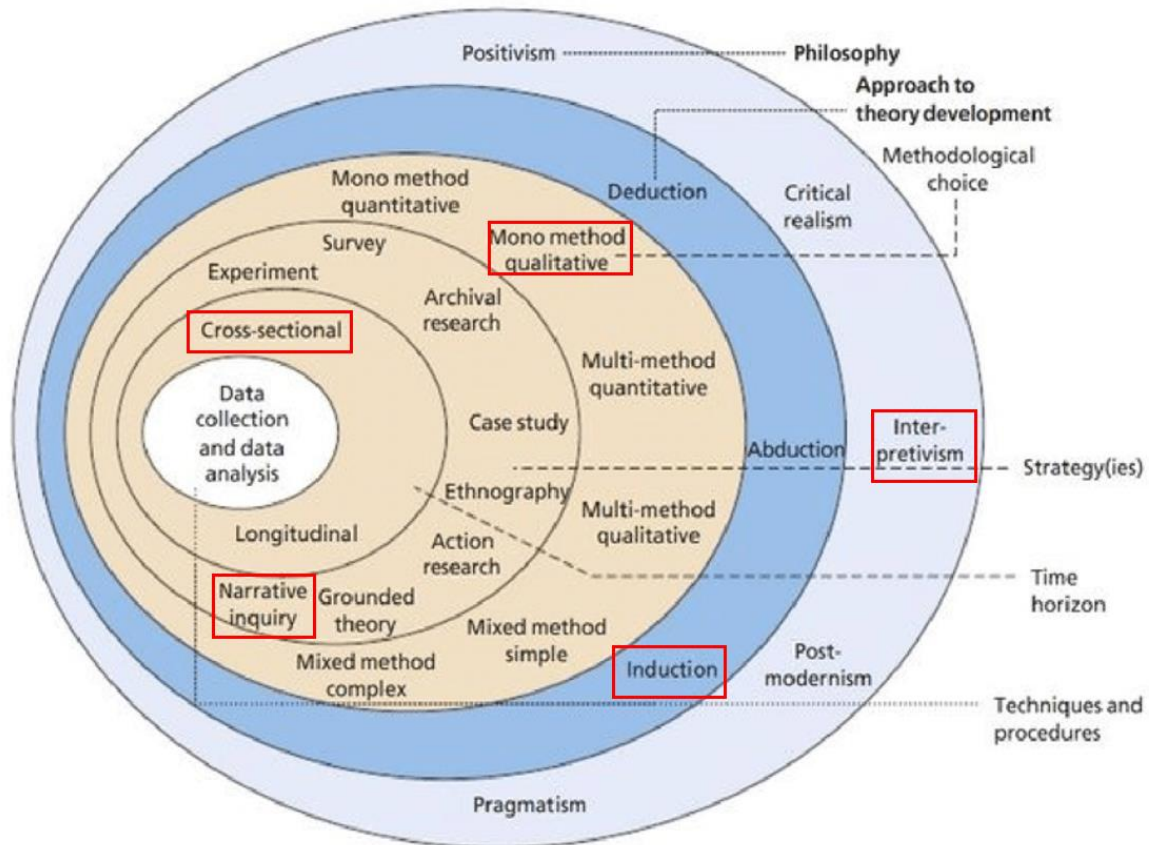 Positivism
Philosophy
Approach to
theory development
Methodological
choice
Mono method
quantitative
Deduction
Critical
realism
Survey
Mono method
qualitative
Experiment
Archival
research
Cross-sectional
Multi-method
quantitative
Data
collection
and data
analysis
Case study
Inter-
pretivism
Abduction
Strategy(ies)
Ethnography
Multi-method
qualitative
Longitudinal
Action
research
Time
horizon
Narrative
inquiry
Grounded
theory
Mixed method
simple
Mixed method
complex
Induction
Post-
modernism
Techniques and
procedures
Pragmatism